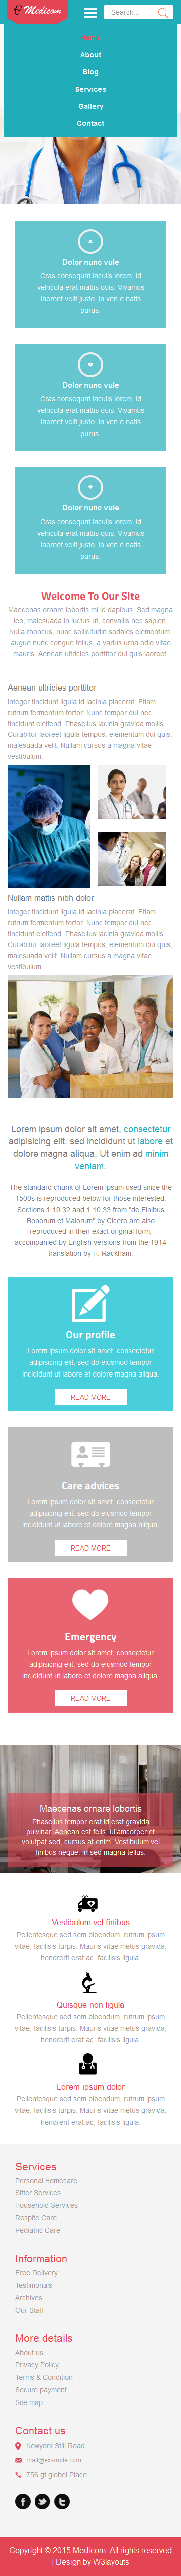 Medicom
Search...
Home
About
Blog
Services
Gallery
Contact
Dolor nunc vule
Cras consequat iaculis lorem, id
vehicula erat mattis quis. Vivamus
laoreet velit justo, in ven e natis
purus.
Dolor nunc vule
Cras consequat iaculis lorem, id
vehicula erat mattis quis. Vivamus
laoreet velit justo, in ven e natis
purus.
Dolor nunc vule
Cras consequat iaculis lorem, id
vehicula erat mattis quis. Vivamus
laoreet velit justo, in ven e natis
purus.
Welcome To Our Site
Maecenas ornare lobortis mi id dapibus. Sed magna
leo, malesuada in luctus ut, convallis nec sapien.
Nulla rhoncus, nunc sollicitudin sodales elementum,
augue nunc congue tellus, a varius urna odio vitae
mauris. Aenean ultricies porttitor dui quis laoreet.
Aenean ultricies porttitor
Integer tincidunt ligula id lacinia placerat. Etiam
rutrum fermentum tortor. Nunc tempor dui nec
tincidunt eleifend. Phasellus lacinia gravida mollis.
Curabitur laoreet ligula tempus, elementum dui quis,
malesuada velit. Nullam cursus a magna vitae
vestibulum.
Nullam mattis nibh dolor
Integer tincidunt ligula id lacinia placerat. Etiam
rutrum fermentum tortor. Nunc tempor dui nec
tincidunt eleifend. Phasellus lacinia gravida mollis.
Curabitur laoreet ligula tempus, elementum dui quis,
malesuada velit. Nullam cursus a magna vitae
vestibulum.
Lorem ipsum dolor sit amet, consectetur
adipisicing elit. sed incididunt ut labore et
dolore magna aliqua. Ut enim ad minim
veniam.
The standard chunk of Lorem Ipsum used since the
1500s is reproduced below for those interested.
Sections 1.10.32 and 1.10.33 from "de Finibus
Bonorum et Malorum" by Cicero are also
reproduced in their exact original form,
accompanied by English versions from the 1914
translation by H. Rackham.
Our profile
Lorem ipsum dolor sit amet, consectetur
adipisicing elit, sed do eiusmod tempor
incididunt ut labore et dolore magna aliqua.
READ MORE
Care advices
Lorem ipsum dolor sit amet, consectetur
adipisicing elit, sed do eiusmod tempor
incididunt ut labore et dolore magna aliqua.
READ MORE
Emergency
Lorem ipsum dolor sit amet, consectetur
adipisicing elit, sed do eiusmod tempor
incididunt ut labore et dolore magna aliqua.
READ MORE
Maecenas ornare lobortis
Phasellus tempor erat id erat gravida
pulvinar. Aenean est felis, ullamcorper et
volutpat sed, cursus at enim. Vestibulum vel
finibus neque. In sed magna tellus.
Vestibulum vel finibus
Pellentesque sed sem bibendum, rutrum ipsum
vitae, facilisis turpis. Mauris vitae metus gravida,
hendrerit erat ac, facilisis ligula.
Quisque non ligula
Pellentesque sed sem bibendum, rutrum ipsum
vitae, facilisis turpis. Mauris vitae metus gravida,
hendrerit erat ac, facilisis ligula.
Lorem ipsum dolor
Pellentesque sed sem bibendum, rutrum ipsum
vitae, facilisis turpis. Mauris vitae metus gravida,
hendrerit erat ac, facilisis ligula.
Services
Personal Homecare
Sitter Services
Household Services
Respite Care
Pediatric Care
Information
Free Delivery
Testimonials
Archives
Our Staff
More details
About us
Privacy Policy
Terms & Condition
Secure payment
Site map
Contact us
Newyork Still Road.
mail@example.com
756 gt globel Place
Copyright © 2015 Medicom. All rights reserved
| Design by W3layouts